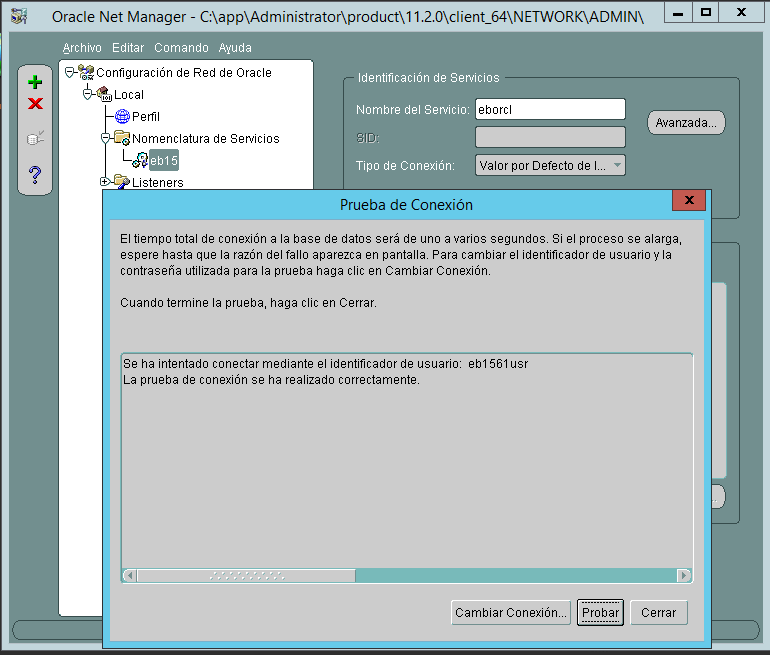 Oracle Net Manager - C:\app\Administrator\product\11.2.0\client_64\NETWORK\ADMIN\
Archivo Editar Comando Ayuda
Configuración de Red de Oracle
Local
Perfil
Nomenclatura de Servicios
eb15
Listeners
Identificación de Servicios
Nombre del Servicio: eborcl
SID:
Tipo de Conexión: Valor por Defecto de l...
Avanzada...
Prueba de Conexión
El tiempo total de conexión a la base de datos será de uno a varios segundos. Si el proceso se alarga,
espere hasta que la razón del fallo aparezca en pantalla. Para cambiar el identificador de usuario y la
contraseña utilizada para la prueba haga clic en Cambiar Conexión.
Cuando termine la prueba, haga clic en Cerrar.
Se ha intentado conectar mediante el identificador de usuario: eb1561usr
La prueba de conexión se ha realizado correctamente.
Cambiar Conexión... Probar Cerrar